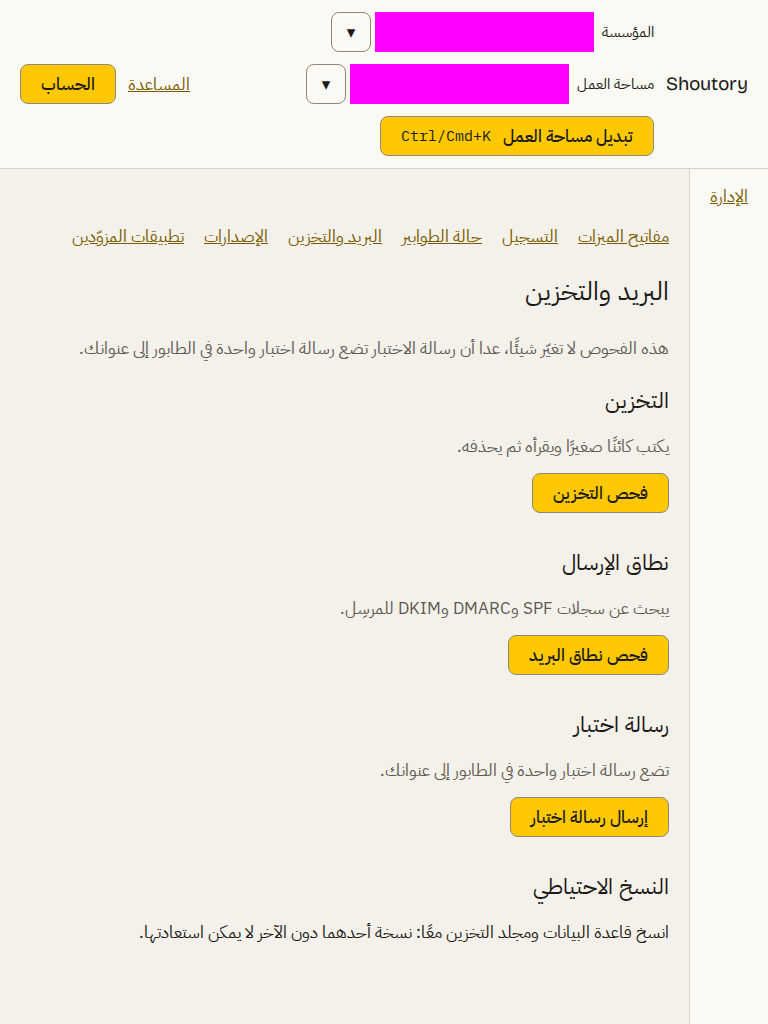 المؤسسة
▼
Shoutory
مساحة العمل
▼
المساعدة
الحساب
تبديل مساحة العمل Ctrl/Cmd+K
الإدارة
مفاتيح الميزات التسجيل حالة الطوابير البريد والتخزين الإصدارات تطبيقات المزوّدين
البريد والتخزين
هذه الفحوص لا تغيّر شيئًا، عدا أن رسالة الاختبار تضع رسالة اختبار واحدة في الطابور إلى عنوانك.
التخزين
يكتب كائنًا صغيرًا ويقرأه ثم يحذفه.
فحص التخزين
نطاق الإرسال
يبحث عن سجلات SPF وDMARC وDKIM للمرسِل.
فحص نطاق البريد
رسالة اختبار
تضع رسالة اختبار واحدة في الطابور إلى عنوانك.
إرسال رسالة اختبار
النسخ الاحتياطي
انسخ قاعدة البيانات ومجلد التخزين معًا: نسخة أحدهما دون الآخر لا يمكن استعادتها.